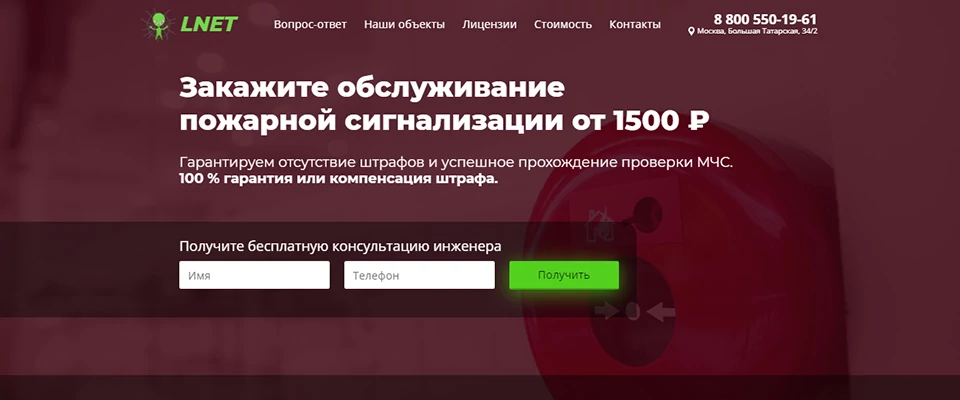 LNET
Вопрос-ответ
Наши объекты
Лицензии
Стоимость
Контакты
8 800 550-19-61
Москва, Большая Татарская, 34/2
Закажите обслуживание
пожарной сигнализации от 1500 ₽
Гарантируем отсутствие штрафов и успешное прохождение проверки МЧС.
100 % гарантия или компенсация штрафа.
Получите бесплатную консультацию инженера
Имя
Телефон
Получить